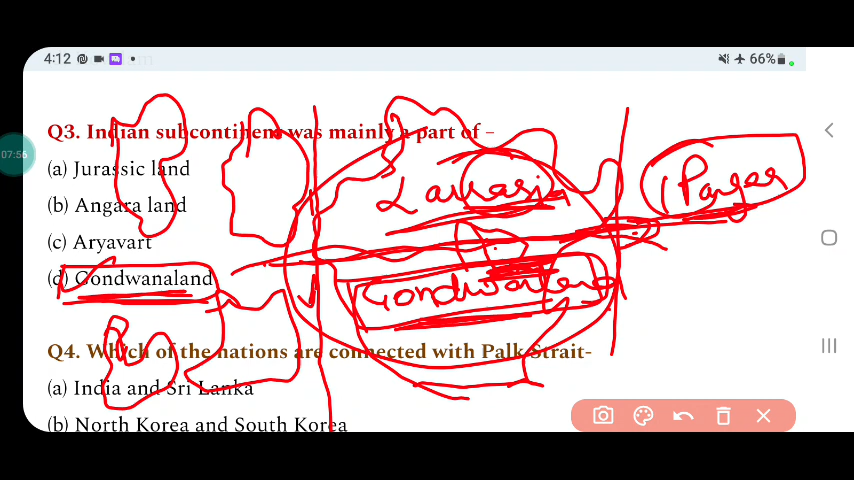 4:12 66%
07:56
Q3. Indian subcontinent was mainly a part of –
(a) Jurassic land
(b) Angara land
(c) Aryavart
(d) Gondwanaland
Laurasia
Gondwanaland
Q4. Which of the nations are connected with Palk Strait-
(a) India and Sri Lanka
(b) North Korea and South Korea